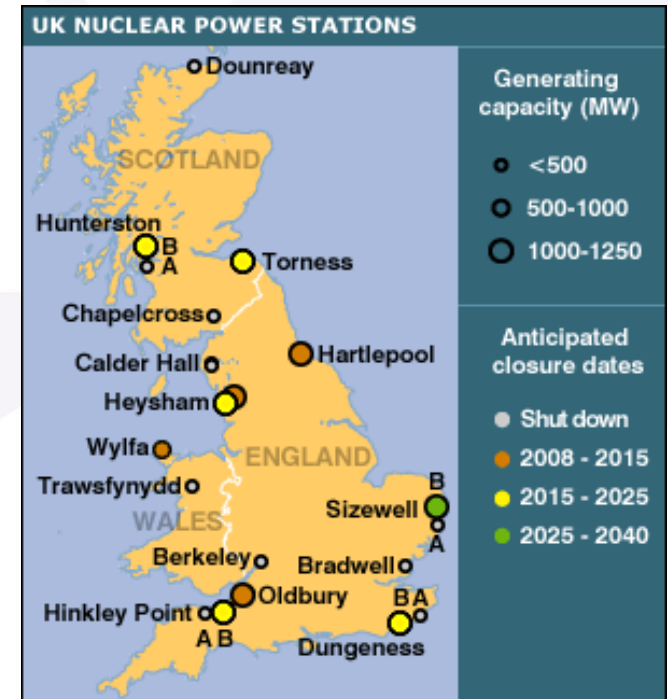 UK NUCLEAR POWER STATIONS
Dounreay
SCOTLAND
Hunterston
B
A
Torness
Chapelcross
Calder Hall
Hartlepool
Heysham
Wylfa
ENGLAND
Trawsfynydd
WALES
B
Sizewell
A
Berkeley
Bradwell
Oldbury
B A
Hinkley Point
A B
Dungeness
Generating
capacity (MW)
<500
500-1000
1000-1250
Anticipated
closure dates
Shut down
2008 - 2015
2015 - 2025
2025 - 2040